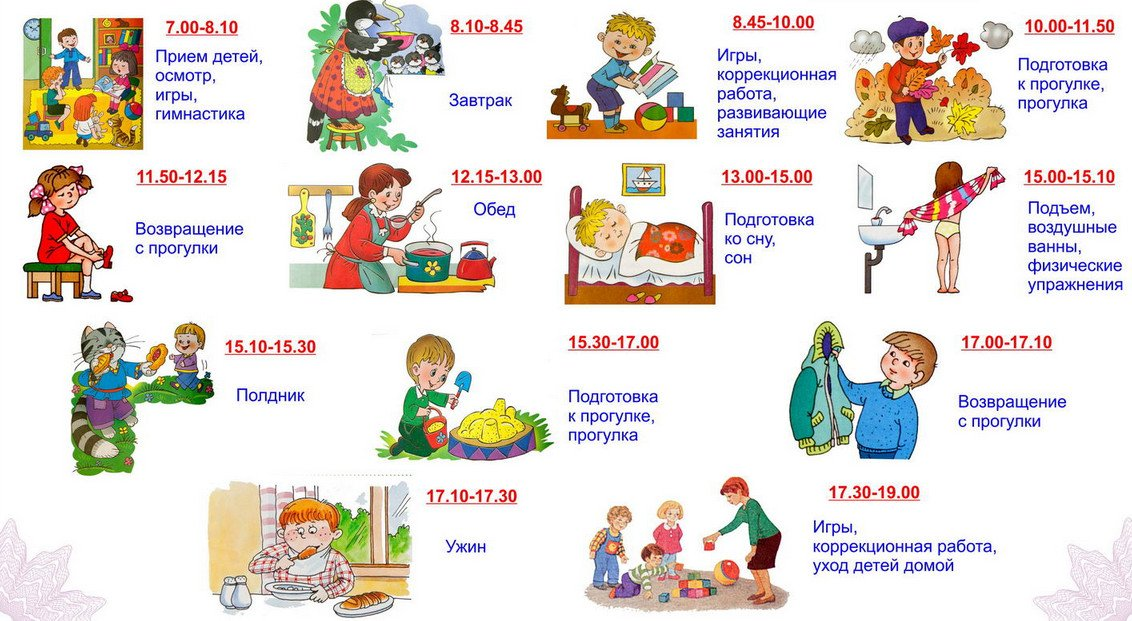 7.00-8.10
Прием детей,
осмотр,
игры,
гимнастика
8.10-8.45
Завтрак
8.45-10.00
Игры,
коррекционная
работа,
развивающие
занятия
10.00-11.50
Подготовка
к прогулке,
прогулка
11.50-12.15
Возвращение
с прогулки
12.15-13.00
Обед
13.00-15.00
Подготовка
ко сну,
сон
15.00-15.10
Подъем,
воздушные
ванны,
физические
упражнения
15.10-15.30
Полдник
15.30-17.00
Подготовка
к прогулке,
прогулка
17.00-17.10
Возвращение
с прогулки
17.10-17.30
Ужин
17.30-19.00
Игры,
коррекционная работа,
уход детей домой